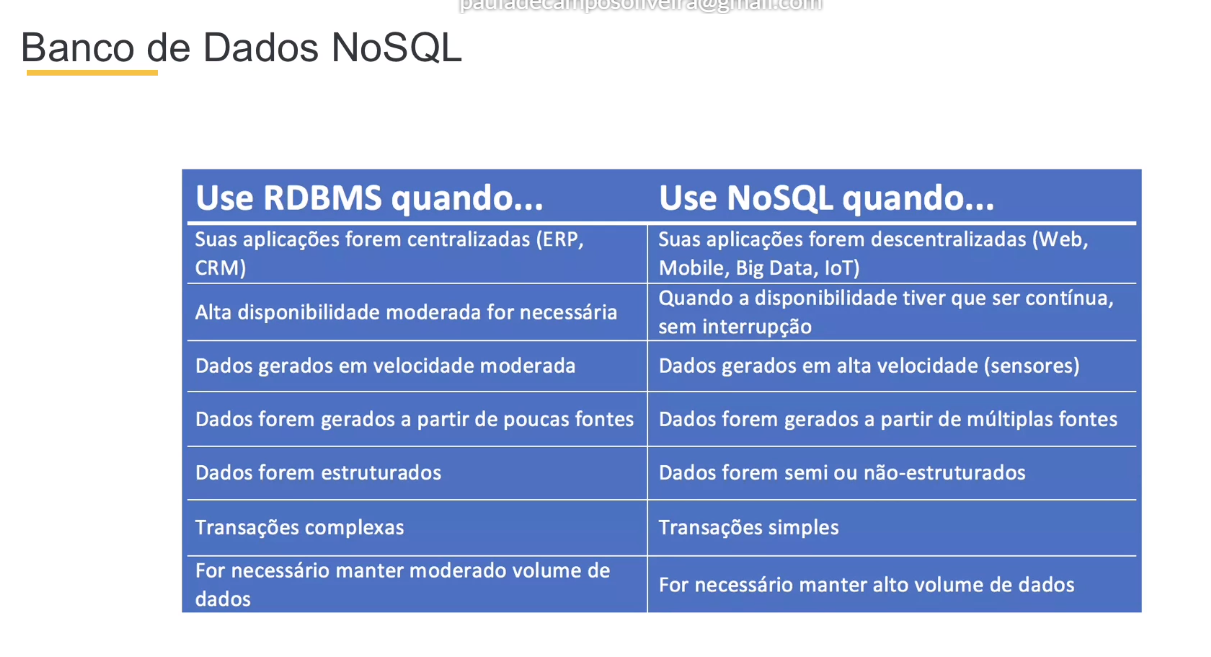 pauladecamposoliveira@gmail.com
Banco de Dados NoSQL
Use RDBMS quando...
Use NoSQL quando...
Suas aplicações forem centralizadas (ERP,
CRM)
Suas aplicações forem descentralizadas (Web,
Mobile, Big Data, IoT)
Alta disponibilidade moderada for necessária
Quando a disponibilidade tiver que ser contínua,
sem interrupção
Dados gerados em velocidade moderada
Dados gerados em alta velocidade (sensores)
Dados forem gerados a partir de poucas fontes
Dados forem gerados a partir de múltiplas fontes
Dados forem estruturados
Dados forem semi ou não-estruturados
Transações complexas
Transações simples
For necessário manter moderado volume de
dados
For necessário manter alto volume de dados